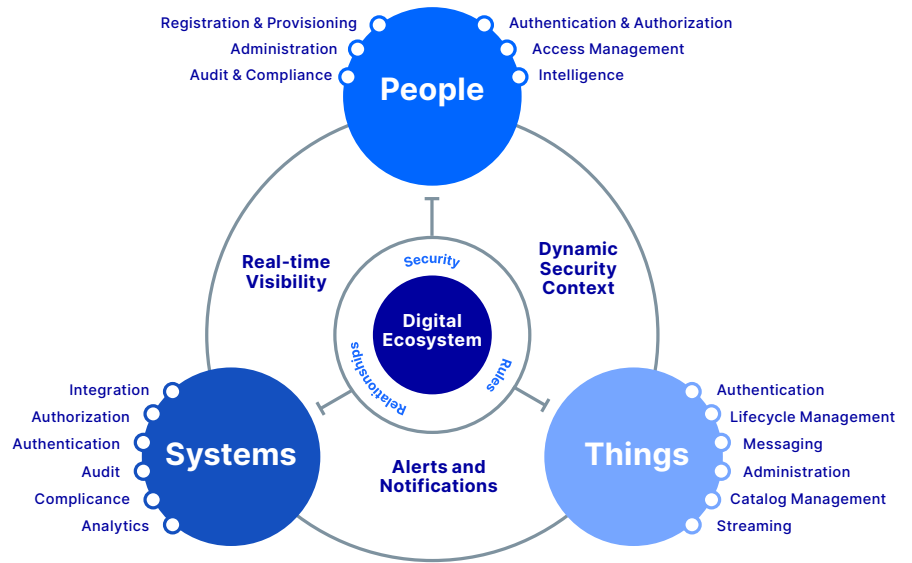 Registration & Provisioning
Administration
Audit & Compliance
Authentication & Authorization
Access Management
Intelligence
People
Real-time
Visibility
Dynamic
Security
Context
Security
Digital
Ecosystem
Relationships
Rules
Integration
Authorization
Authentication
Audit
Complicance
Analytics
Systems
Alerts and
Notifications
Things
Authentication
Lifecycle Management
Messaging
Administration
Catalog Management
Streaming